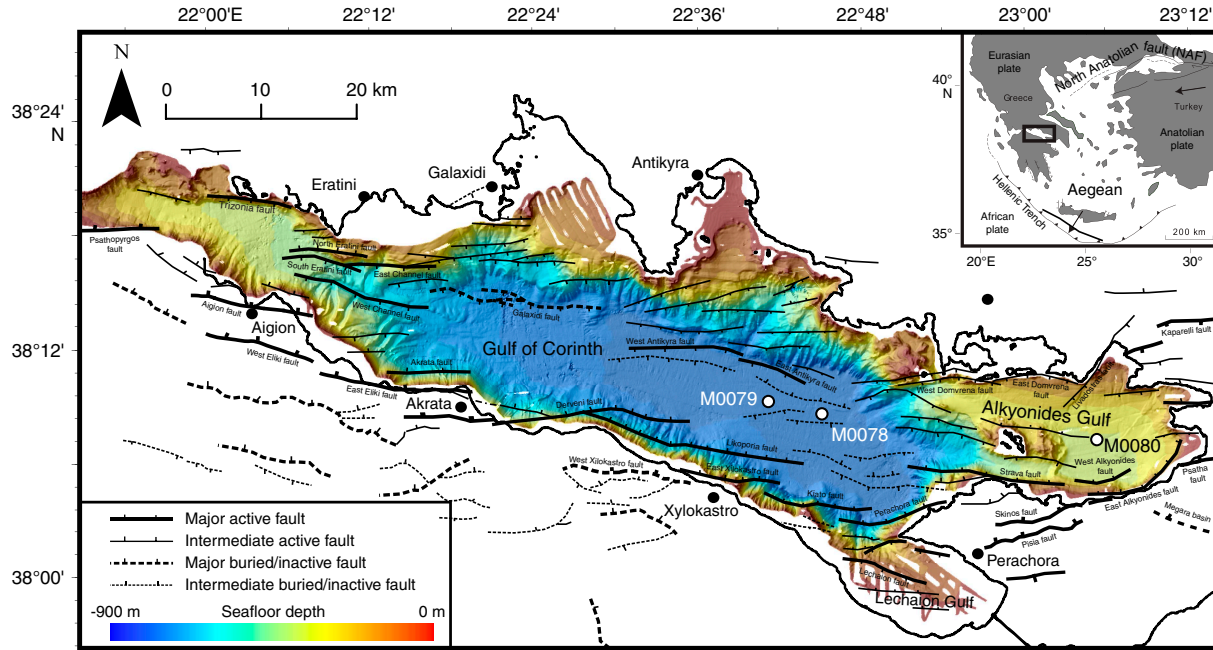 22°00'E
22°12'
22°24'
22°36'
22°48'
23°00'
23°12'
38°24'
N
38°12'
38°00'
N
0
10
20 km
Eurasian
plate
North Anatolian fault (NAF)
40°
N
Greece
Turkey
Anatolian
plate
Aegean
Hellenic trench
African
plate
35°
200 km
20°E
25°
30°
Antikyra
Galaxidi
Eratini
Trizonia fault
Psathopyrgos
fault
North Eratini fault
South Eratini fault
East Channel fault
West Channel fault
Galaxidi fault
Aigion fault
Aigion
West Eliki fault
East Eliki fault
Akrata fault
Akrata
Gulf of Corinth
West Antikyra fault
East Antikyra fault
Derveni fault
Likoporia fault
M0079
M0078
West Xilokastro fault
East Xilokastro fault
Xylokastro
Kiato fault
Perachora fault
Kaparelli fault
West Domvrena fault
East Domvrena
fault
Livadostras
Alkyonides Gulf
M0080
West Alkyonides
fault
Strava fault
Psatha
fault
East Alkyonides fault
Skinos fault
Megara basin
Pisia fault
Perachora
Lechaion fault
Lechaion Gulf
Major active fault
Intermediate active fault
Major buried/inactive fault
Intermediate buried/inactive fault
-900 m
Seafloor depth
0 m